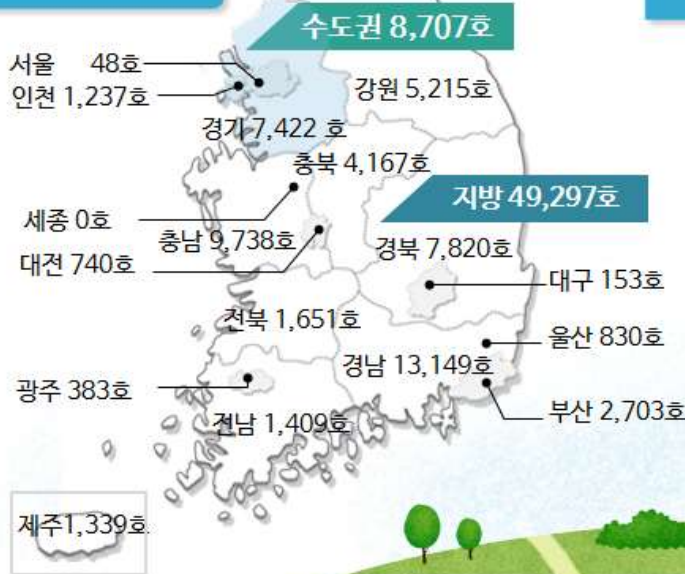 수도권 8,707호
서울 48호
인천 1,237호
강원 5,215호
경기 7,422 호
충북 4,167호
지방 49,297호
세종 0호
충남 9,738호
경북 7,820호
대전 740호
대구 153호
전북 1,651호
울산 830호
경남 13,149호
광주 383호
부산 2,703호
전남 1,409호
제주1,339호